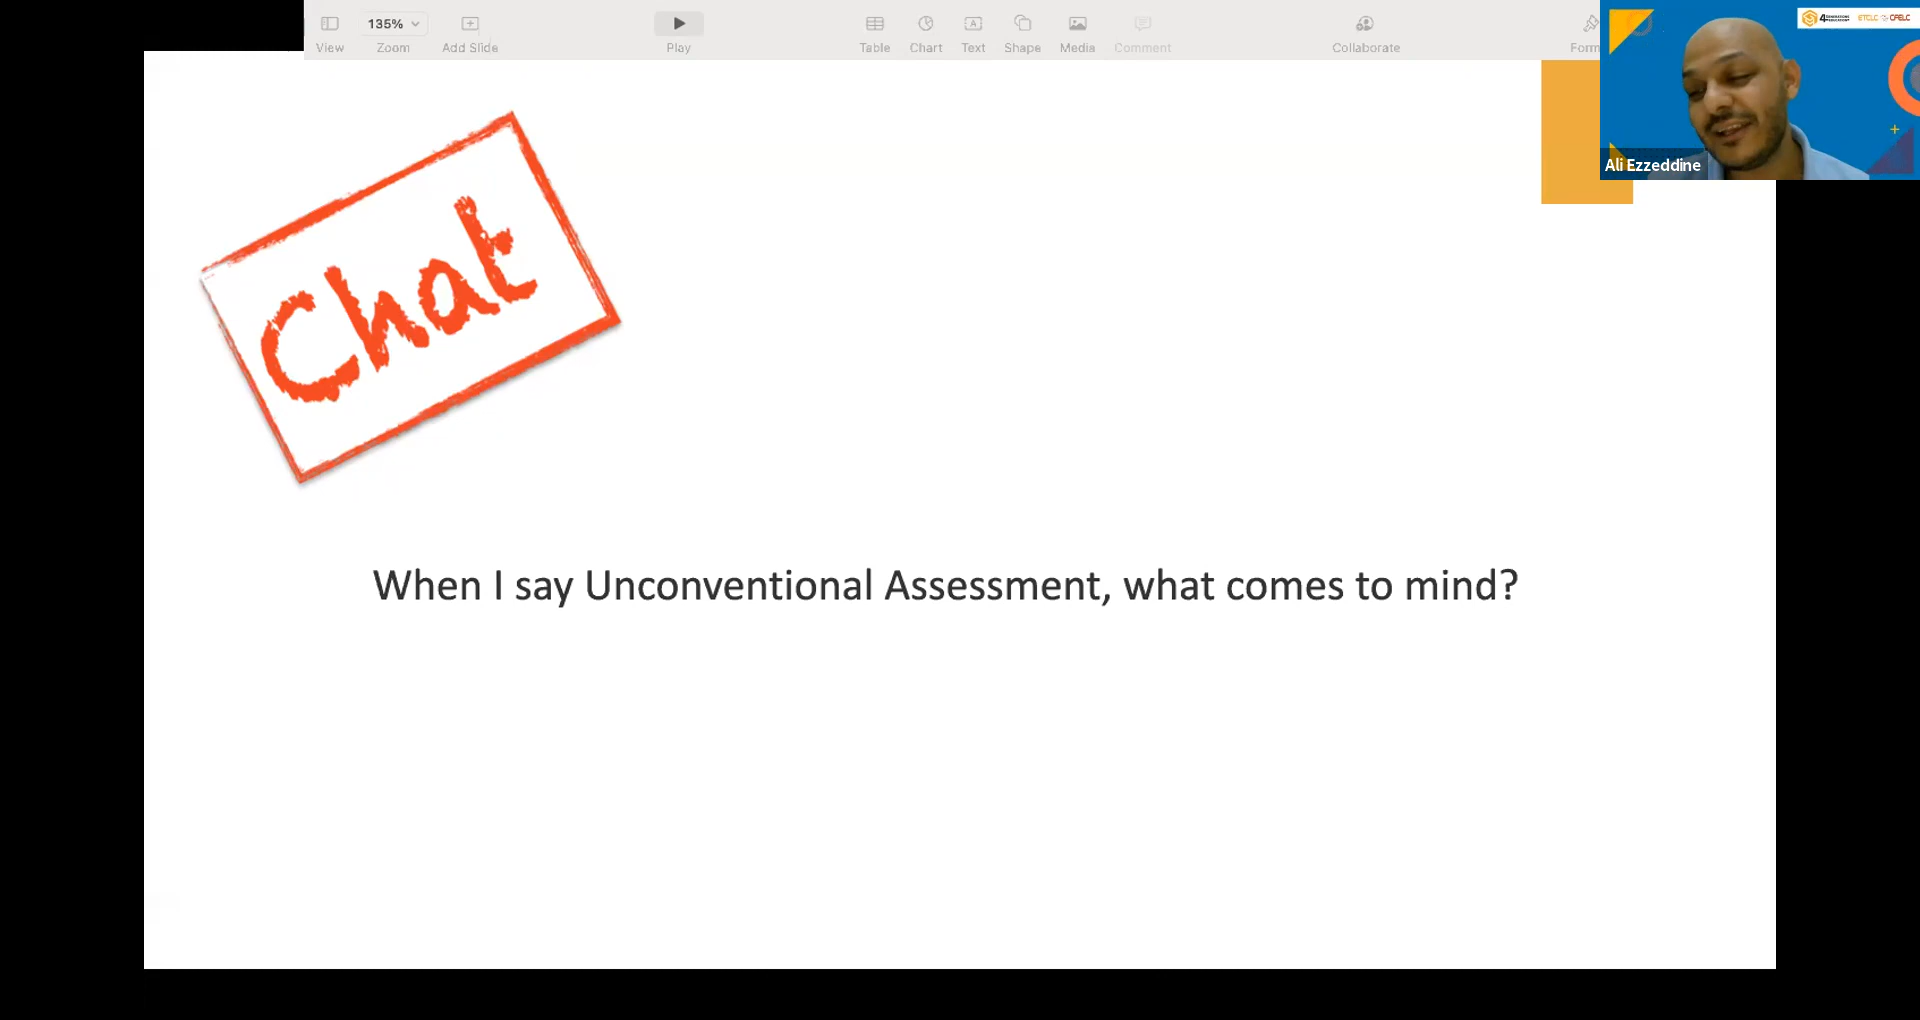 135%
View
Zoom
Add Slide
Play
Table
Chart
Text
Shape
Media
Comment
Collaborate
Form
Ali Ezzeddine
Chat
When I say Unconventional Assessment, what comes to mind?